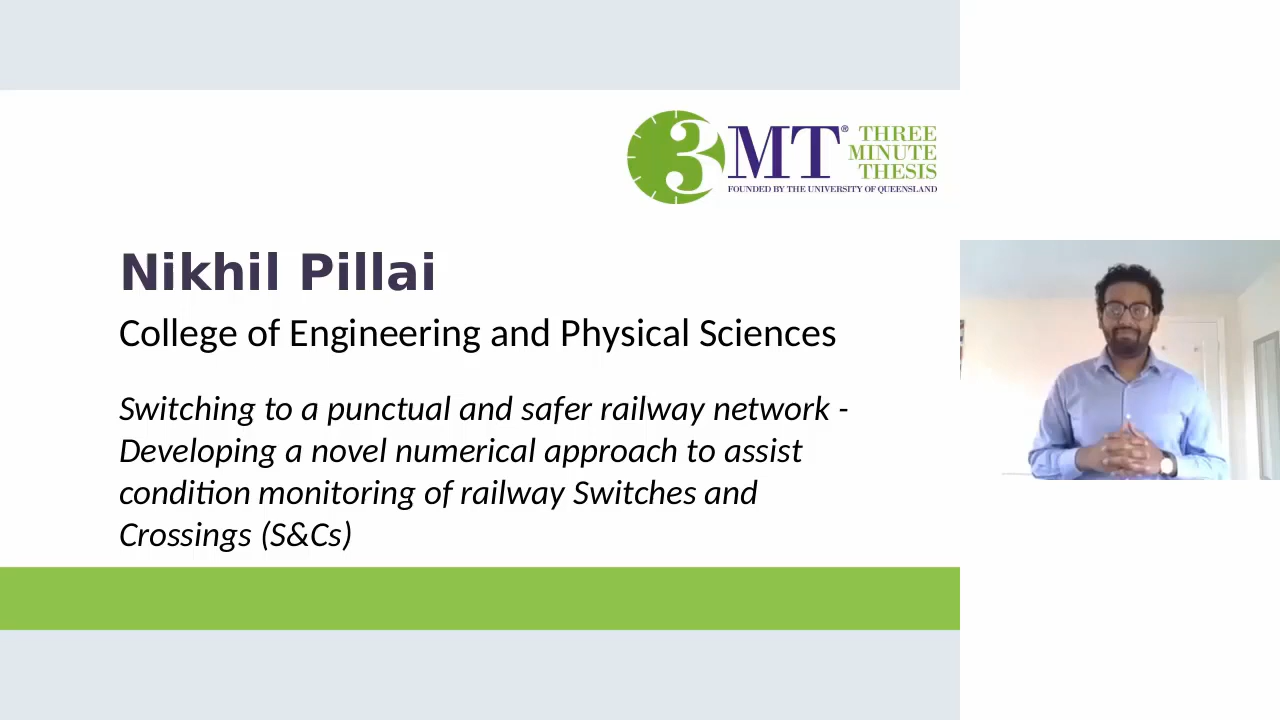 3MT® THREE
MINUTE
THESIS
FOUNDED BY THE UNIVERSITY OF QUEENSLAND
Nikhil Pillai
College of Engineering and Physical Sciences
Switching to a punctual and safer railway network -
Developing a novel numerical approach to assist
condition monitoring of railway Switches and
Crossings (S&Cs)